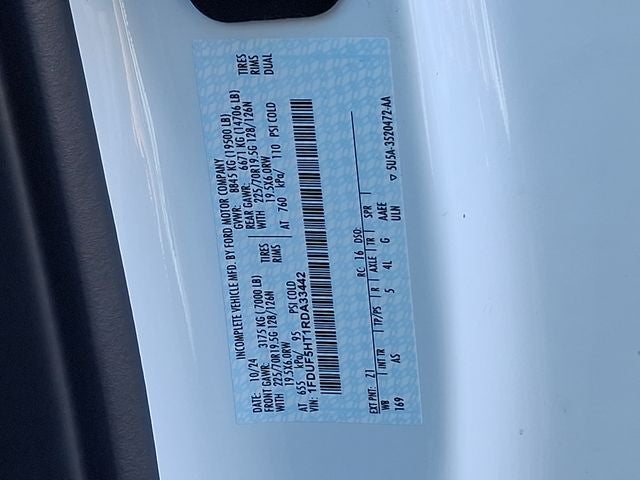 INCOMPLETE VEHICLE MFD. BY FORD MOTOR COMPANY
DATE: 10/24 GVWR: 8845 KG (19500 LB)
FRONT GAWR: 3175 KG (7000 LB) REAR GAWR: 6671 KG (14706 LB)
WITH 225/70R19.5G 128/126N TIRES WITH 225/70R19.5G 128/126N TIRES
19.5X6.0RW RIMS 19.5X6.0RW RIMS
AT 655 kPa/ 95 PSI COLD AT 760 kPa/ 110 PSI COLD DUAL
VIN: 1FDUF5HT1RDA33442
EXT PNT: Z1 RC: 16 DSO:
WB INT TR TP/PS R AXLE TR SPR
169 AS 5 4L G AAEE
ULN
▽ 5U5A-3520472-AA